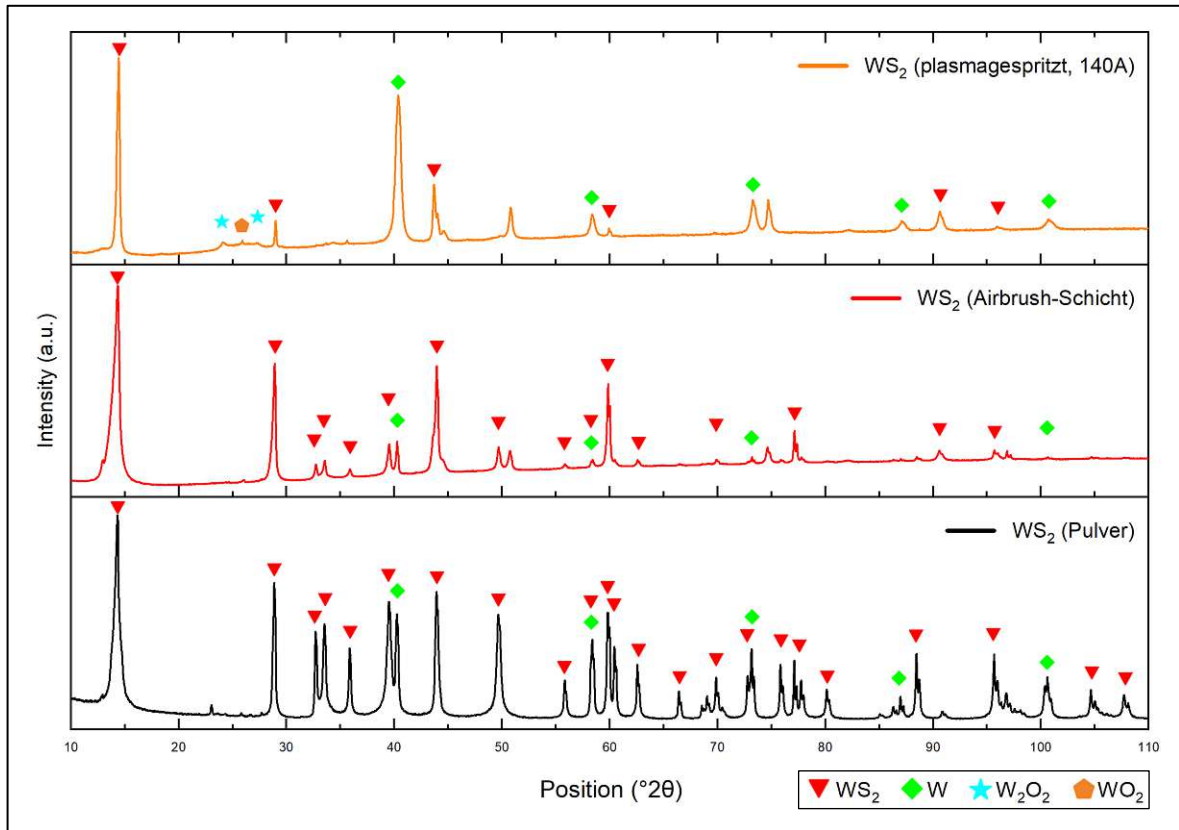 WS₂ (plasmagespritzt, 140A)
WS₂ (Airbrush-Schicht)
WS₂ (Pulver)
Intensity (a.u.)
10 20 30 40 50 60 70 80 90 100 110
Position (°2θ)
WS₂ W W₂O₂ WO₂